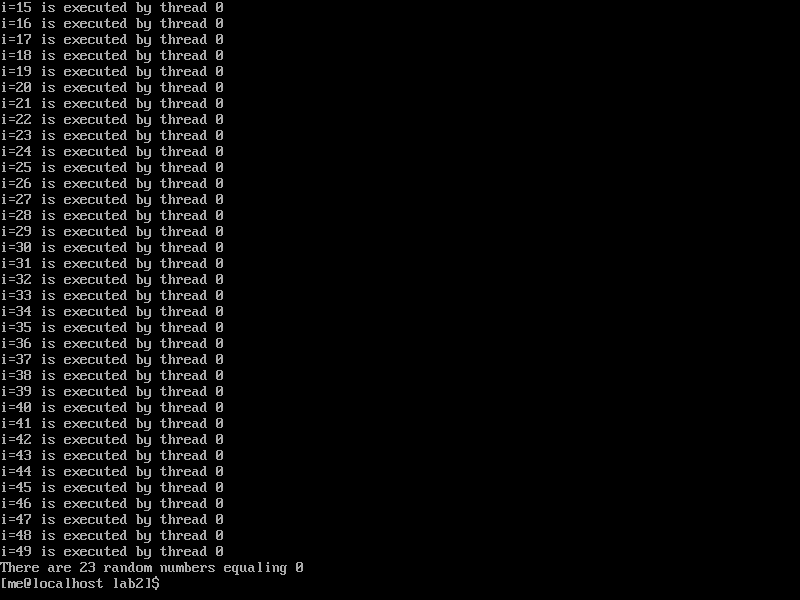 i=15 is executed by thread 0
i=16 is executed by thread 0
i=17 is executed by thread 0
i=18 is executed by thread 0
i=19 is executed by thread 0
i=20 is executed by thread 0
i=21 is executed by thread 0
i=22 is executed by thread 0
i=23 is executed by thread 0
i=24 is executed by thread 0
i=25 is executed by thread 0
i=26 is executed by thread 0
i=27 is executed by thread 0
i=28 is executed by thread 0
i=29 is executed by thread 0
i=30 is executed by thread 0
i=31 is executed by thread 0
i=32 is executed by thread 0
i=33 is executed by thread 0
i=34 is executed by thread 0
i=35 is executed by thread 0
i=36 is executed by thread 0
i=37 is executed by thread 0
i=38 is executed by thread 0
i=39 is executed by thread 0
i=40 is executed by thread 0
i=41 is executed by thread 0
i=42 is executed by thread 0
i=43 is executed by thread 0
i=44 is executed by thread 0
i=45 is executed by thread 0
i=46 is executed by thread 0
i=47 is executed by thread 0
i=48 is executed by thread 0
i=49 is executed by thread 0
There are 23 random numbers equaling 0
[me@localhost lab2]$